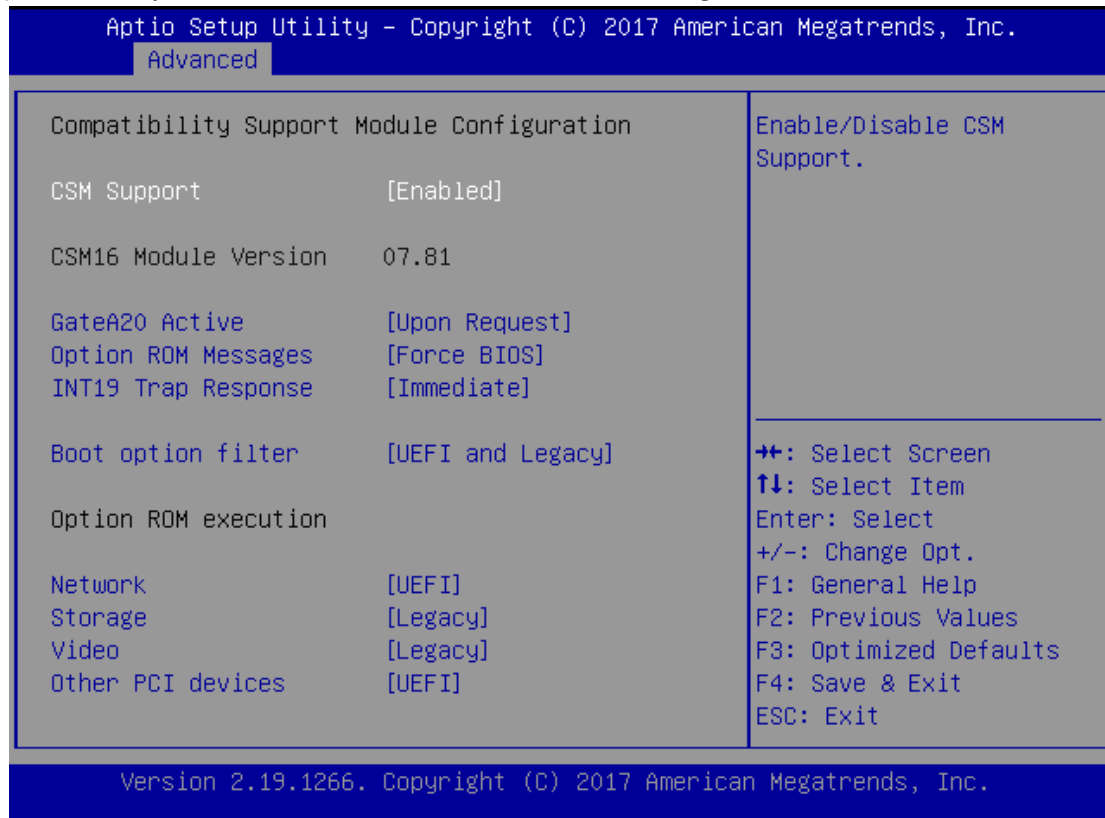 Aptio Setup Utility – Copyright (C) 2017 American Megatrends, Inc.
Advanced
Compatibility Support Module Configuration
CSM Support [Enabled]
CSM16 Module Version 07.81
GateA20 Active [Upon Request]
Option ROM Messages [Force BIOS]
INT19 Trap Response [Immediate]
Boot option filter [UEFI and Legacy]
Option ROM execution
Network [UEFI]
Storage [Legacy]
Video [Legacy]
Other PCI devices [UEFI]
Enable/Disable CSM
Support.
→←: Select Screen
↑↓: Select Item
Enter: Select
+/-: Change Opt.
F1: General Help
F2: Previous Values
F3: Optimized Defaults
F4: Save & Exit
ESC: Exit
Version 2.19.1266. Copyright (C) 2017 American Megatrends, Inc.